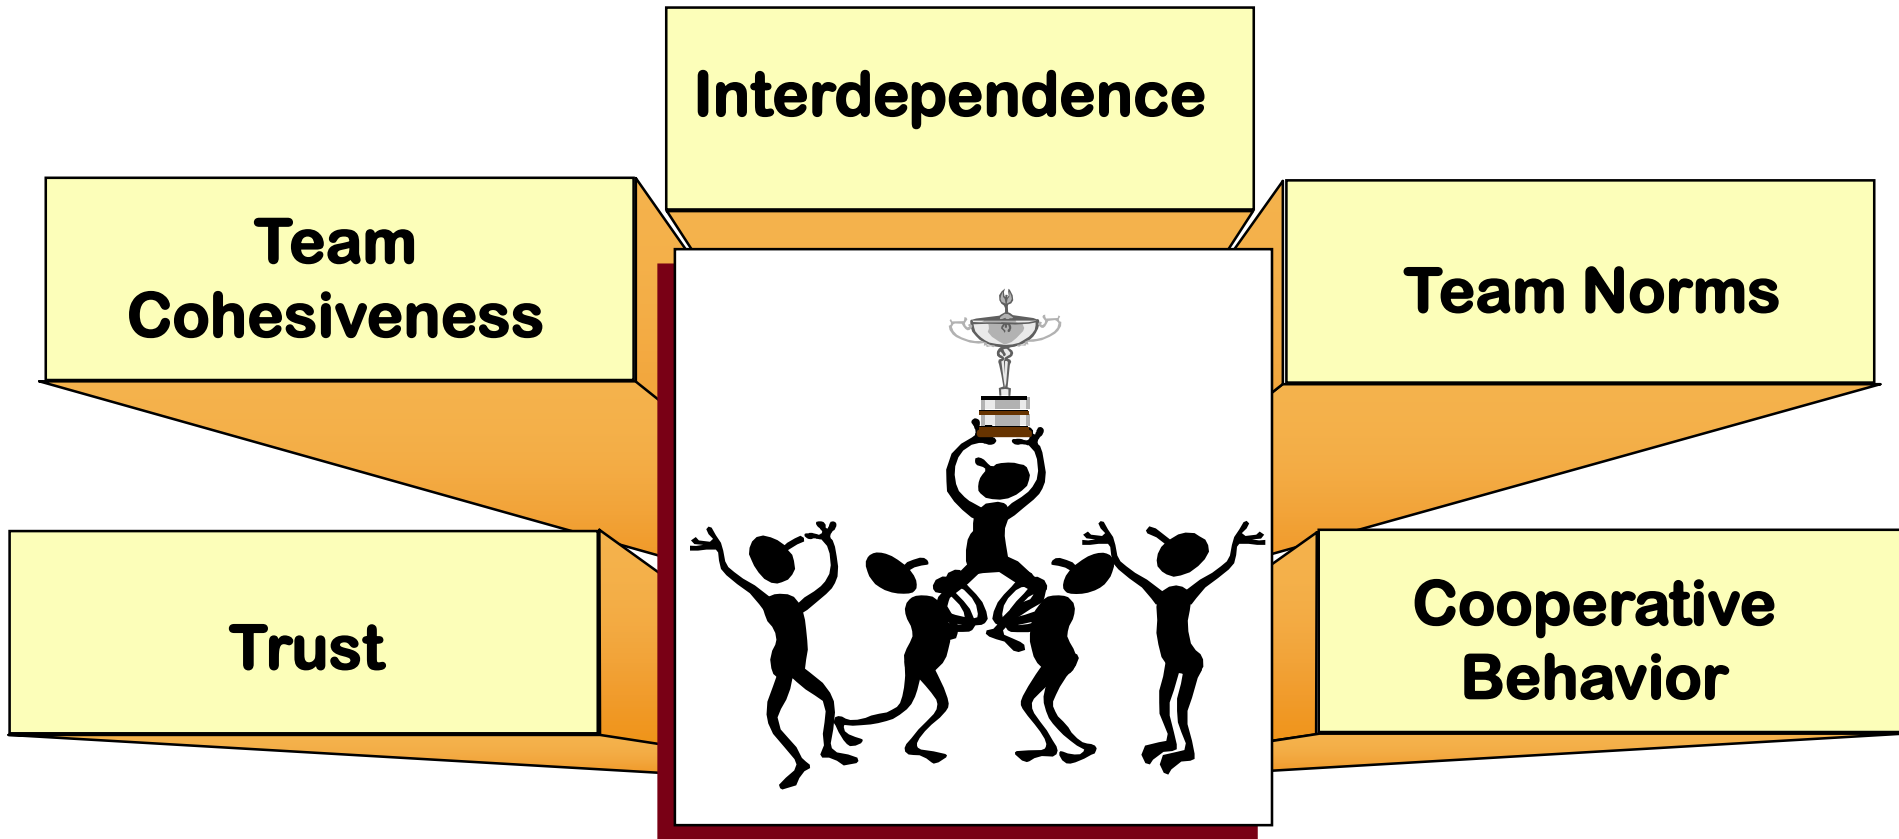 Interdependence
Team
Cohesiveness
Team Norms
Trust
Cooperative
Behavior